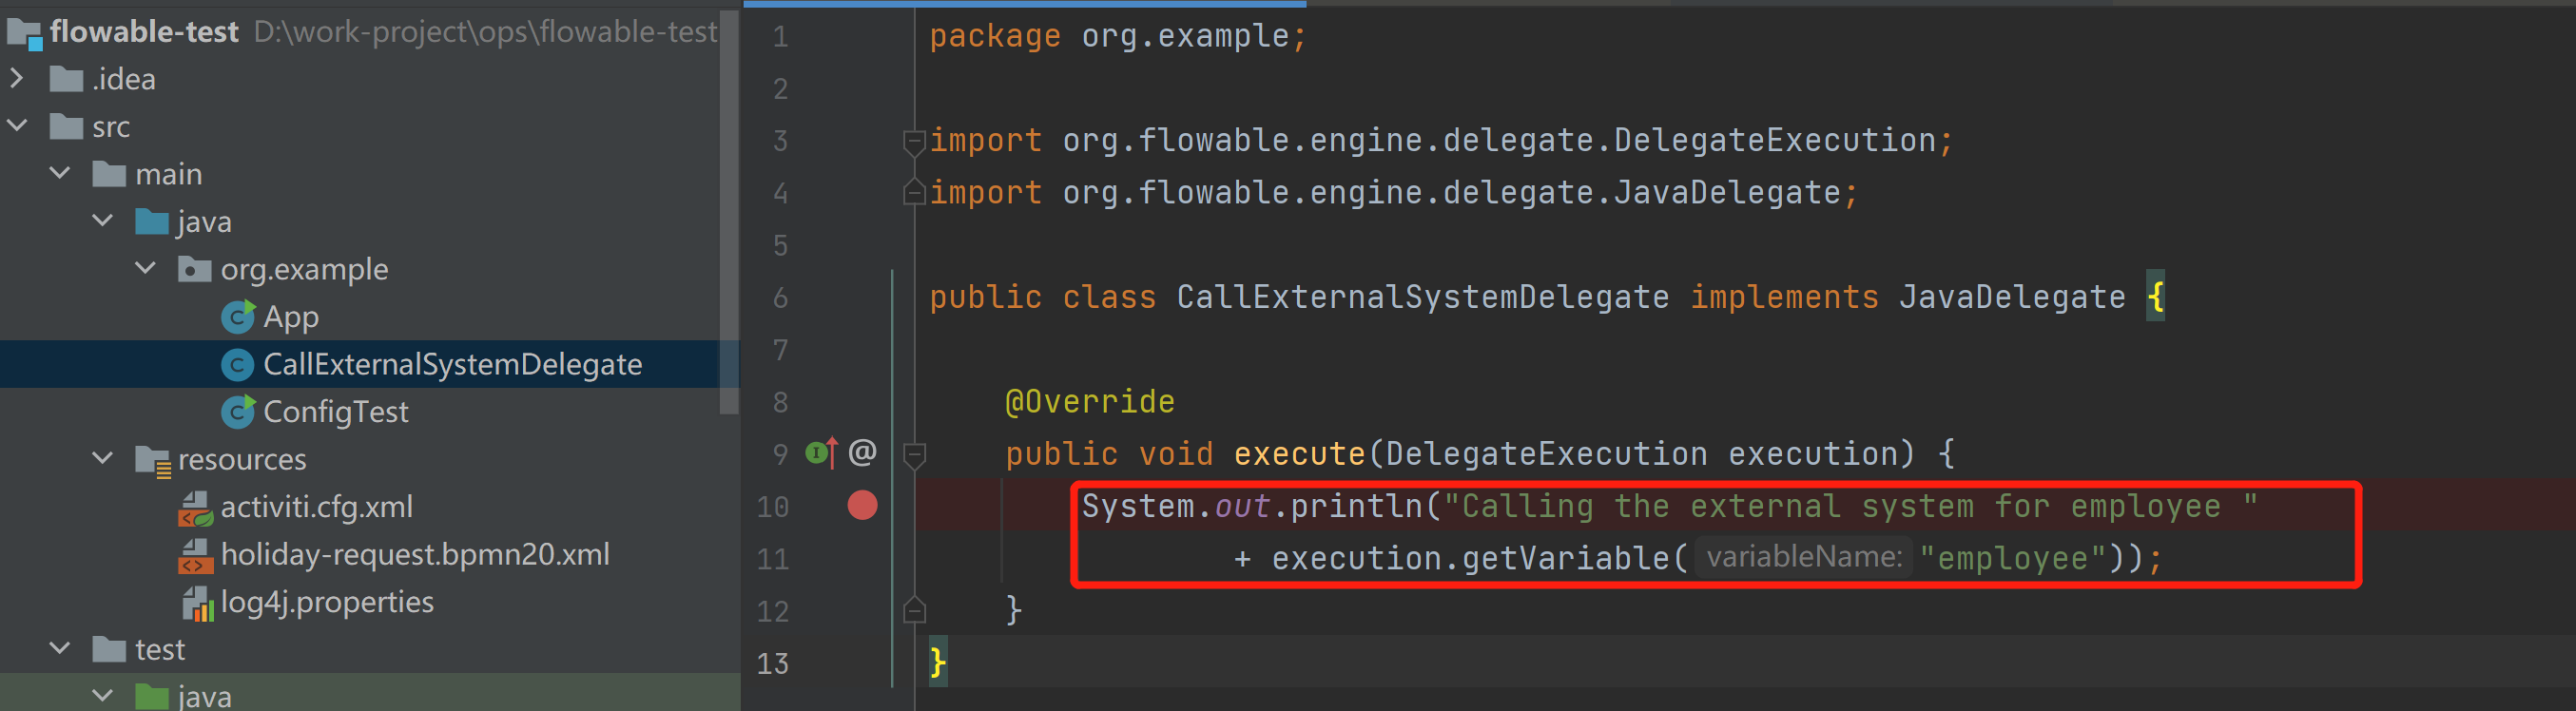 flowable-test D:\work-project\ops\flowable-test
.idea
src
main
java
org.example
App
CallExternalSystemDelegate
ConfigTest
resources
activiti.cfg.xml
holiday-request.bpmn20.xml
log4j.properties
test
java
1 package org.example;
2
3 import org.flowable.engine.delegate.DelegateExecution;
4 import org.flowable.engine.delegate.JavaDelegate;
5
6 public class CallExternalSystemDelegate implements JavaDelegate {
7
8 @Override
9 @ public void execute(DelegateExecution execution) {
10 System.out.println("Calling the external system for employee "
11 + execution.getVariable( variableName: "employee"));
12 }
13 }